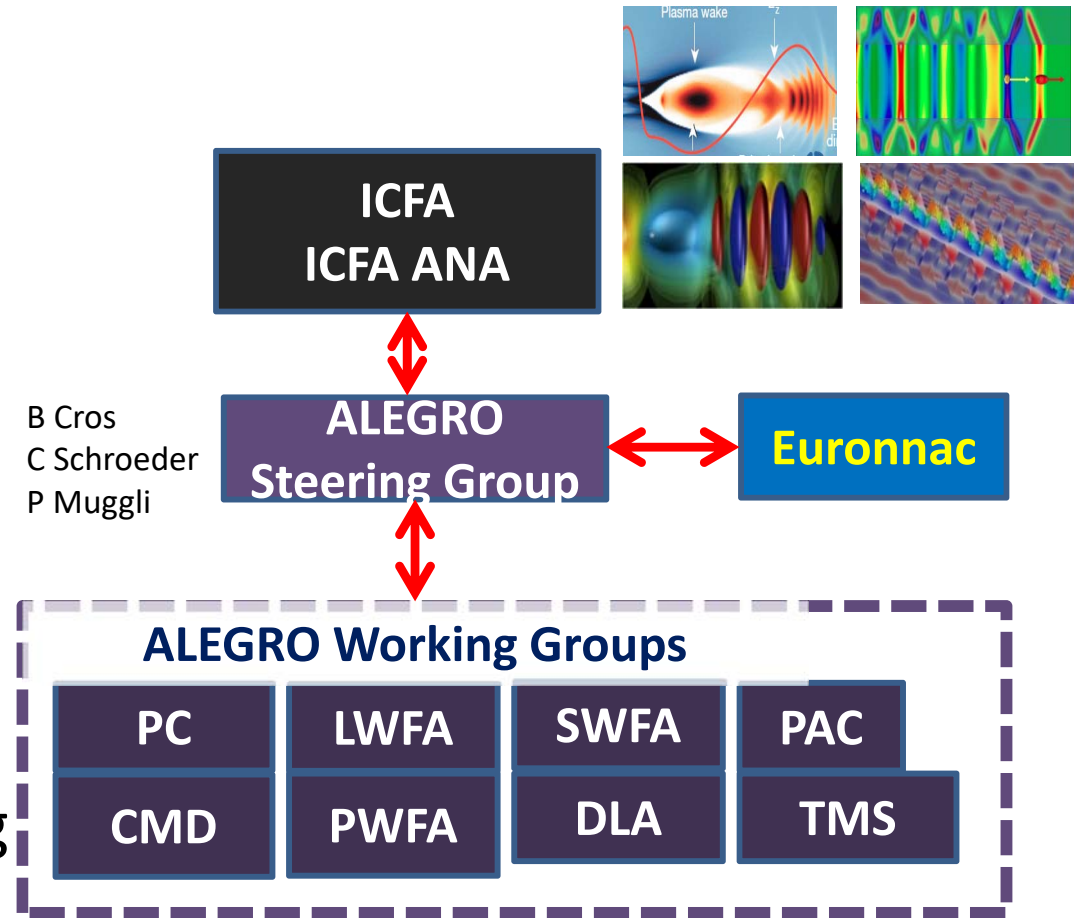 Plasma wake
ICFA
ICFA ANA
B Cros
C Schroeder
P Muggli
ALEGRO
Steering Group
Euronnac
ALEGRO Working Groups
PC
LWFA
SWFA
PAC
CMD
PWFA
DLA
TMS
g